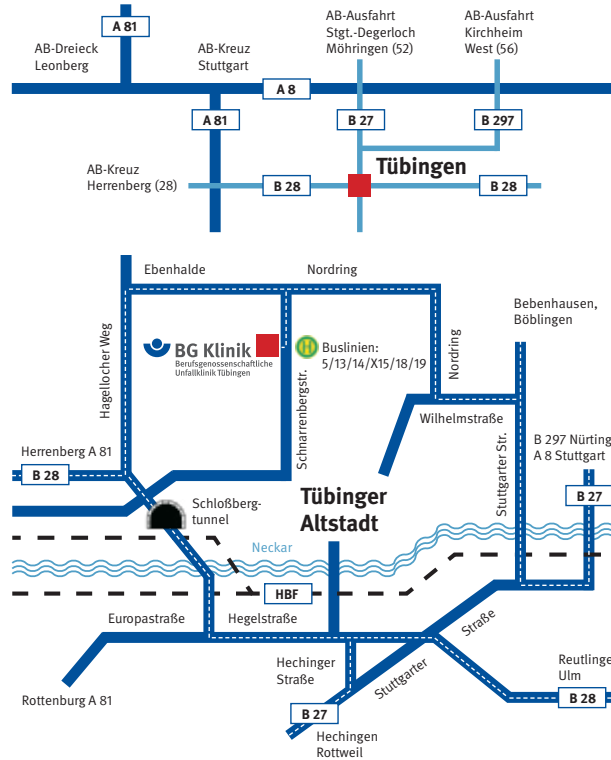 A 81
AB-Dreieck
Leonberg
AB-Kreuz
Stuttgart
AB-Ausfahrt
Stgt.-Degerloch
Möhringen (52)
AB-Ausfahrt
Kirchheim
West (56)
A 8
A 81
B 27
B 297
AB-Kreuz
Herrenberg (28)
Tübingen
B 28
B 28
Ebenhalde
Nordring
Bebenhausen,
Böblingen
Hagellocher Weg
BG Klinik
Berufsgenossenschaftliche
Unfallklinik Tübingen
H
Buslinien:
5/13/14/X15/18/19
Nordring
Schnarrenbergstr.
Wilhelmstraße
Stuttgarter Str.
Herrenberg A 81
B 28
B 297 Nürting
A 8 Stuttgart
B 27
Schloßberg-
tunnel
Tübinger
Altstadt
Neckar
HBF
Europastraße
Hegelstraße
Straße
Stuttgarter
Hechinger
Straße
Rottenburg A 81
B 27
Hechingen
Rottweil
Reutlinge
Ulm
B 28